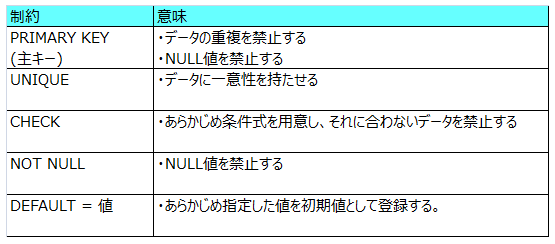 制約 意味
PRIMARY KEY ・データの重複を禁止する
(主キー) ・NULL値を禁止する
UNIQUE ・データに一意性を持たせる
CHECK ・あらかじめ条件式を用意し、それに合わないデータを禁止する
NOT NULL ・NULL値を禁止する
DEFAULT = 値 ・あらかじめ指定した値を初期値として登録する。